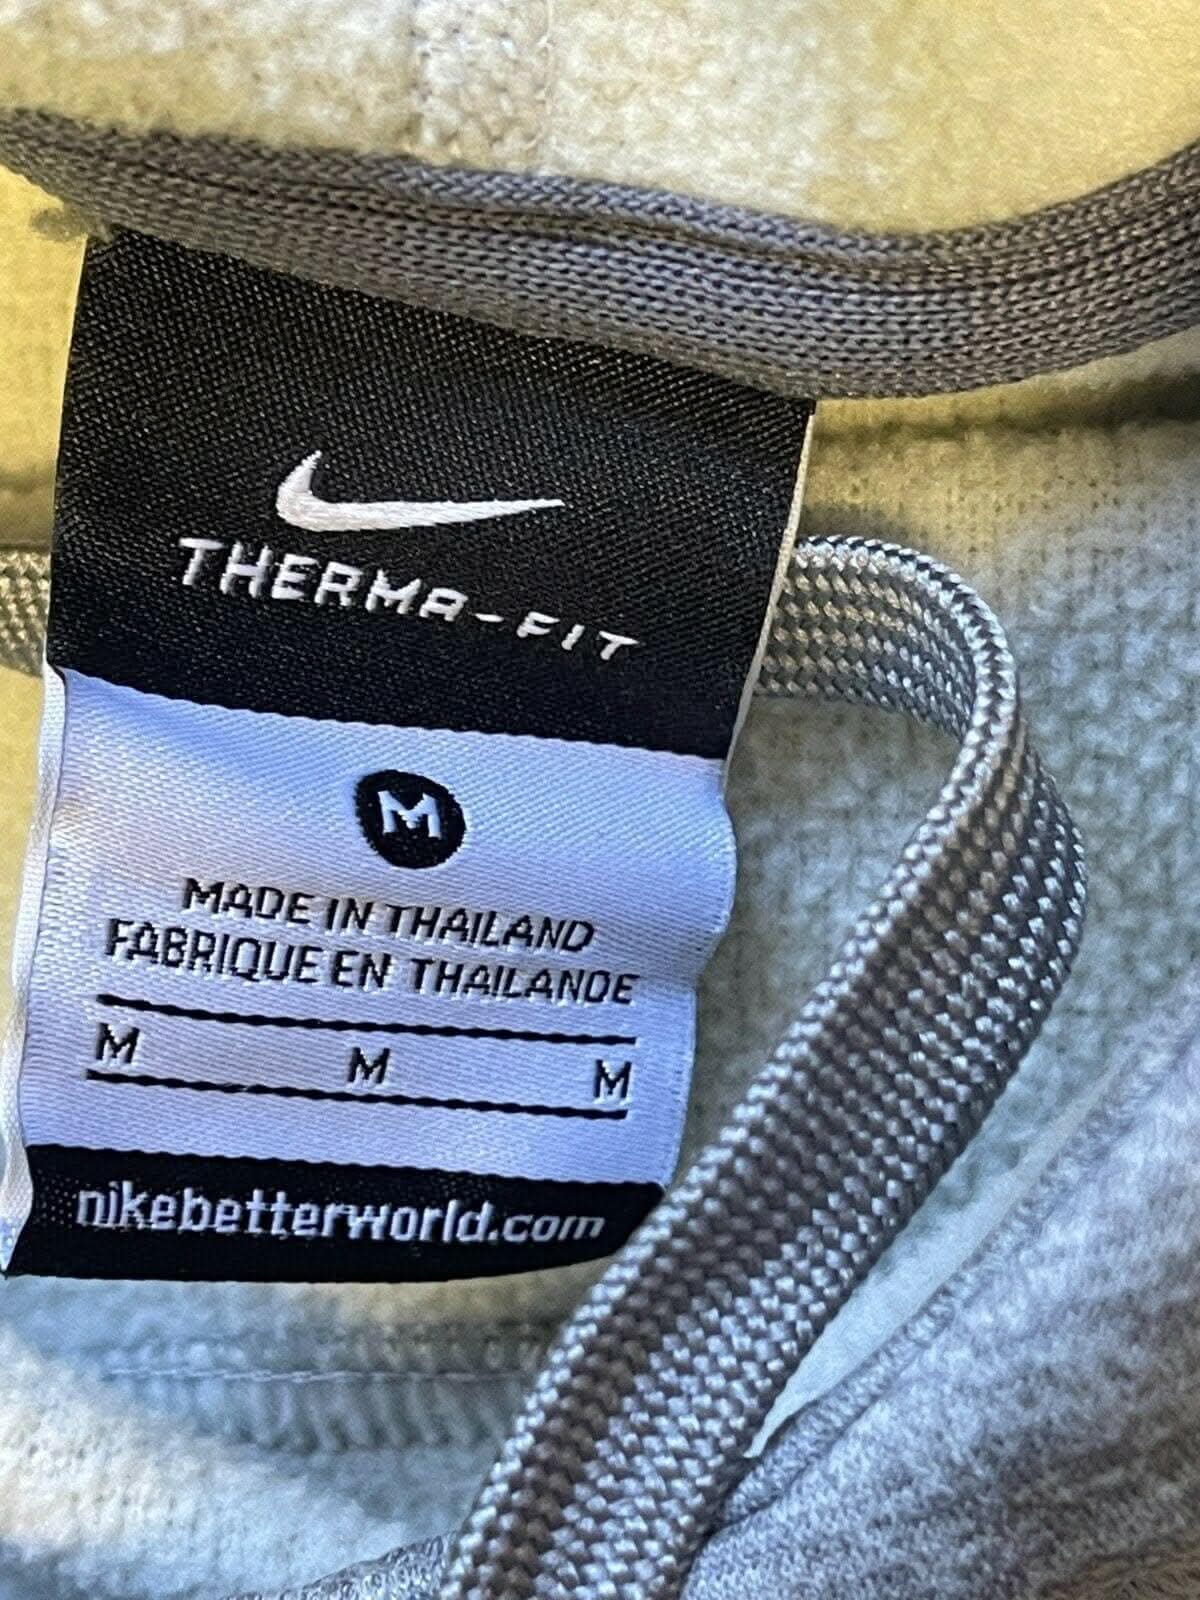 THERMA-FIT
M
MADE IN THAILAND
FABRIQUE EN THAILANDE
M M M
nikebetterworld.com